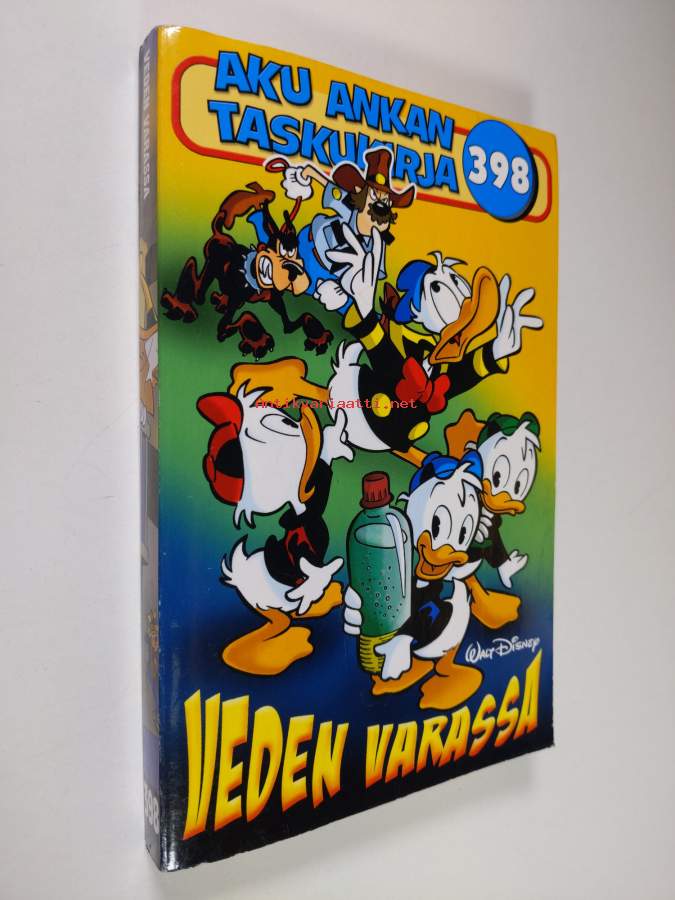 AKU ANKAN
TASKUKIRJA
398
VEDEN VARASSA
antikvariaatti.net
WALT DISNEY
VEDEN VARASSA
398